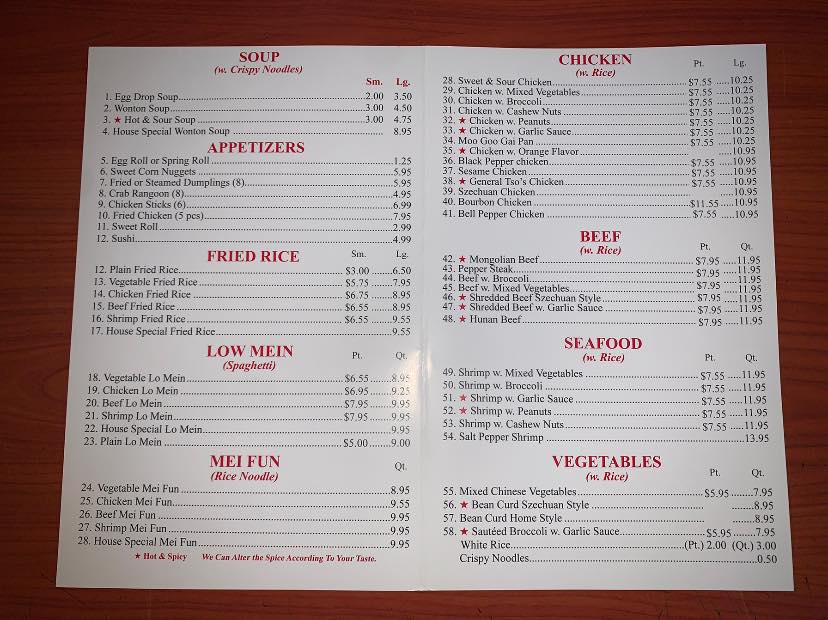 SOUP
(w. Crispy Noodles)
Sm. Lg.
1. Egg Drop Soup 2.00 3.50
2. Wonton Soup 3.00 4.50
3. ★ Hot & Sour Soup 3.00 4.75
4. House Special Wonton Soup 8.95
APPETIZERS
5. Egg Roll or Spring Roll 1.25
6. Sweet Corn Nuggets 5.95
7. Fried or Steamed Dumplings (8) 5.95
8. Crab Rangoon (8) 4.95
9. Chicken Sticks (6) 6.99
10. Fried Chicken (5 pcs) 7.95
11. Sweet Roll 2.99
12. Sushi 4.99
FRIED RICE Sm. Lg.
12. Plain Fried Rice $3.00 6.50
13. Vegetable Fried Rice $5.75 7.95
14. Chicken Fried Rice $6.75 8.95
15. Beef Fried Rice $6.55 8.95
16. Shrimp Fried Rice $6.55 9.55
17. House Special Fried Rice 9.55
LOW MEIN Pt. Qt.
(Spaghetti)
18. Vegetable Lo Mein $6.55 8.95
19. Chicken Lo Mein $6.95 9.25
20. Beef Lo Mein $7.95 9.95
21. Shrimp Lo Mein $7.95 9.95
22. House Special Lo Mein 9.95
23. Plain Lo Mein $5.00 9.00
MEI FUN Qt.
(Rice Noodle)
24. Vegetable Mei Fun 8.95
25. Chicken Mei Fun 9.55
26. Beef Mei Fun 9.95
27. Shrimp Mei Fun 9.95
28. House Special Mei Fun 9.95
★ Hot & Spicy We Can Alter the Spice According To Your Taste.
CHICKEN Pt. Lg.
(w. Rice)
28. Sweet & Sour Chicken $7.55 10.25
29. Chicken w. Mixed Vegetables $7.55 10.25
30. Chicken w. Broccoli $7.55 10.25
31. Chicken w. Cashew Nuts $7.55 10.25
32. ★ Chicken w. Peanuts $7.55 10.25
33. ★ Chicken w. Garlic Sauce $7.55 10.25
34. Moo Goo Gai Pan $7.55 10.25
35. ★ Chicken w. Orange Flavor 10.95
36. Black Pepper chicken $7.55 10.95
37. Sesame Chicken $7.55 10.95
38. ★ General Tso's Chicken $7.55 10.95
39. Szechuan Chicken 10.95
40. Bourbon Chicken $11.55 10.95
41. Bell Pepper Chicken $7.55 10.95
BEEF Pt. Qt.
(w. Rice)
42. ★ Mongolian Beef $7.95 11.95
43. Pepper Steak $7.95 11.95
44. Beef w. Broccoli 11.95
45. Beef w. Mixed Vegetables $7.95 11.95
46. ★ Shredded Beef Szechuan Style $7.95 11.95
47. ★ Shredded Beef w. Garlic Sauce $7.95 11.95
48. ★ Hunan Beef $7.95 11.95
SEAFOOD
(w. Rice) Pt. Qt.
49. Shrimp w. Mixed Vegetables $7.55 11.95
50. Shrimp w. Broccoli $7.55 11.95
51. ★ Shrimp w. Garlic Sauce $7.55 11.95
52. ★ Shrimp w. Peanuts $7.55 11.95
53. Shrimp w. Cashew Nuts $7.55 11.95
54. Salt Pepper Shrimp 13.95
VEGETABLES
(w. Rice) Pt. Qt.
55. Mixed Chinese Vegetables $5.95 7.95
56. ★ Bean Curd Szechuan Style 8.95
57. Bean Curd Home Style 8.95
58. ★ Sautéed Broccoli w. Garlic Sauce $5.95 7.95
White Rice (Pt.) 2.00 (Qt.) 3.00
Crispy Noodles 0.50